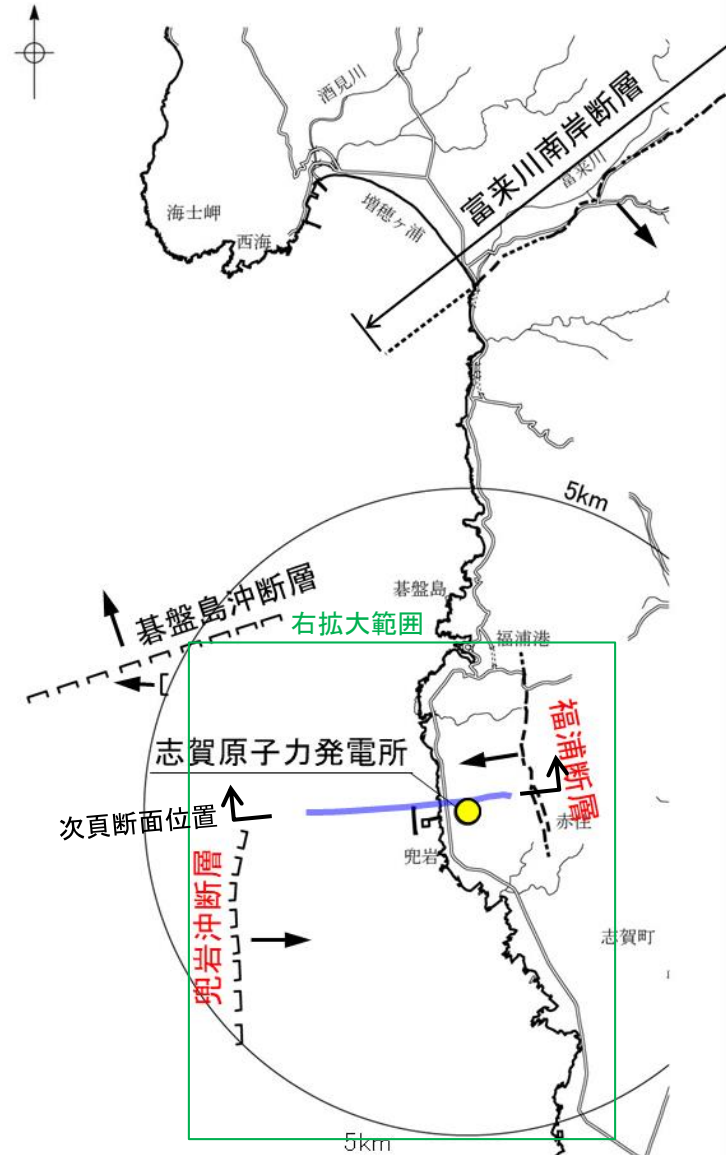 酒見川
富来川南岸断層
富来川
海士岬
増穂ヶ浦
西海
5km
碁盤島
碁盤島沖断層
右拡大範囲
福浦港
福浦断層
志賀原子力発電所
次頁断面位置
赤住
兜岩
兜岩沖断層
志賀町
5km